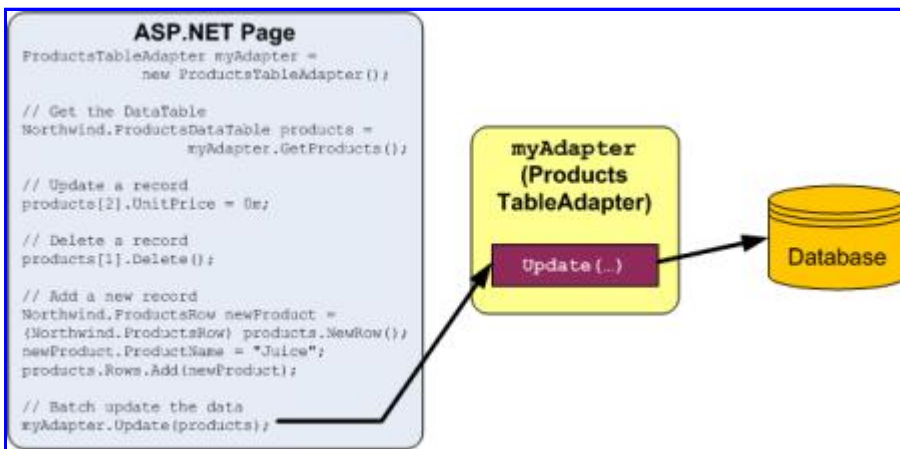 ASP.NET Page
ProductsTableAdapter myAdapter =
new ProductsTableAdapter();
// Get the DataTable
Northwind.ProductsDataTable products =
myAdapter.GetProducts();
// Update a record
products[2].UnitPrice = 0m;
// Delete a record
products[1].Delete();
// Add a new record
Northwind.ProductsRow newProduct =
(Northwind.ProductsRow) products.NewRow();
newProduct.ProductName = "Juice";
products.Rows.Add(newProduct);
// Batch update the data
myAdapter.Update(products);
myAdapter
(Products
TableAdapter)
Update(…)
Database